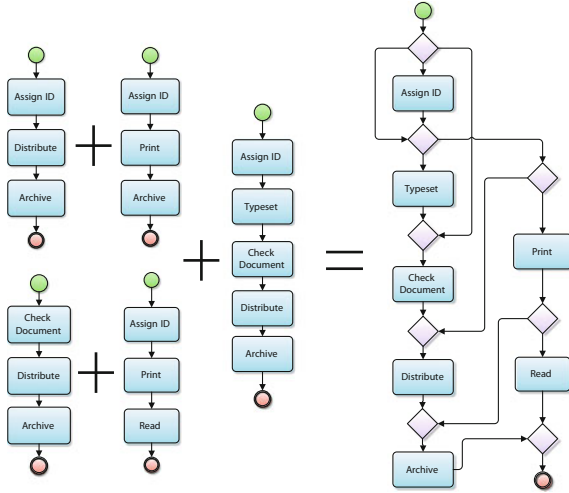 Assign ID
Distribute
Archive
Assign ID
Print
Archive
Check
Document
Distribute
Archive
Assign ID
Print
Read
Assign ID
Typeset
Check
Document
Distribute
Archive
Assign ID
Typeset
Check
Document
Distribute
Archive
Print
Read